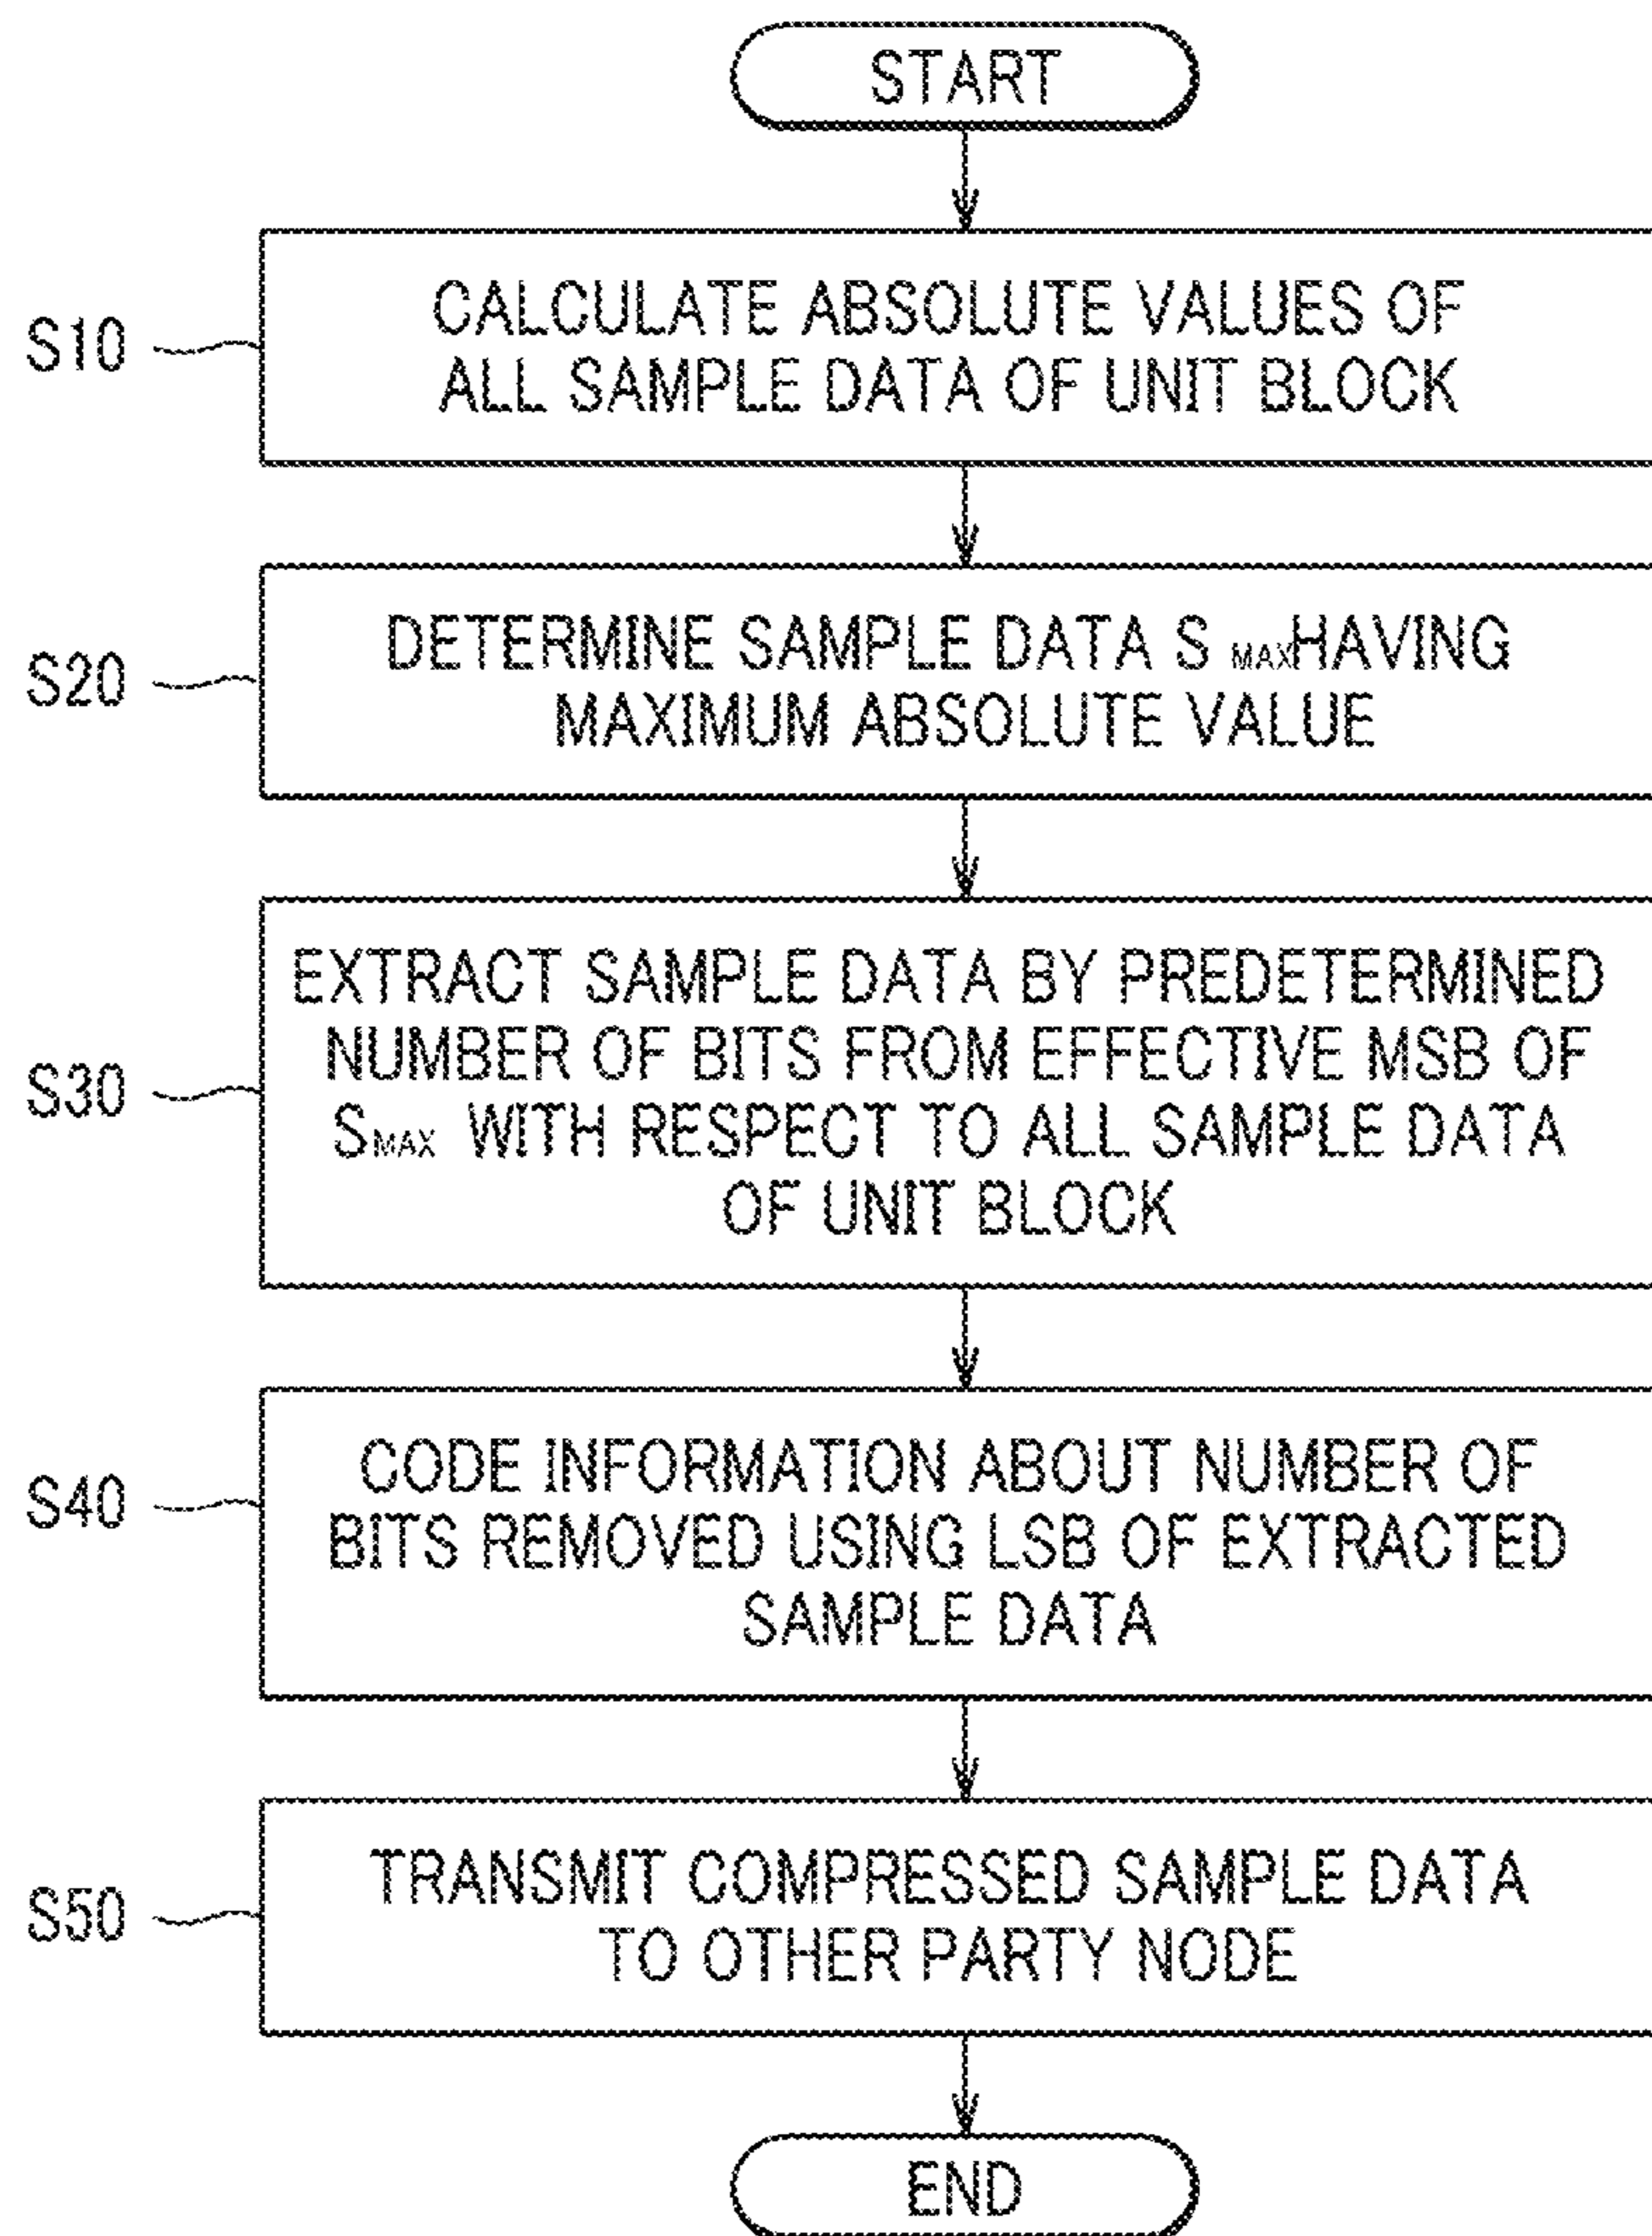 START
S10
CALCULATE ABSOLUTE VALUES OF
ALL SAMPLE DATA OF UNIT BLOCK
S20
DETERMINE SAMPLE DATA S MAX HAVING
MAXIMUM ABSOLUTE VALUE
S30
EXTRACT SAMPLE DATA BY PREDETERMINED
NUMBER OF BITS FROM EFFECTIVE MSB OF
SMAX WITH RESPECT TO ALL SAMPLE DATA
OF UNIT BLOCK
S40
CODE INFORMATION ABOUT NUMBER OF
BITS REMOVED USING LSB OF EXTRACTED
SAMPLE DATA
S50
TRANSMIT COMPRESSED SAMPLE DATA
TO OTHER PARTY NODE
END